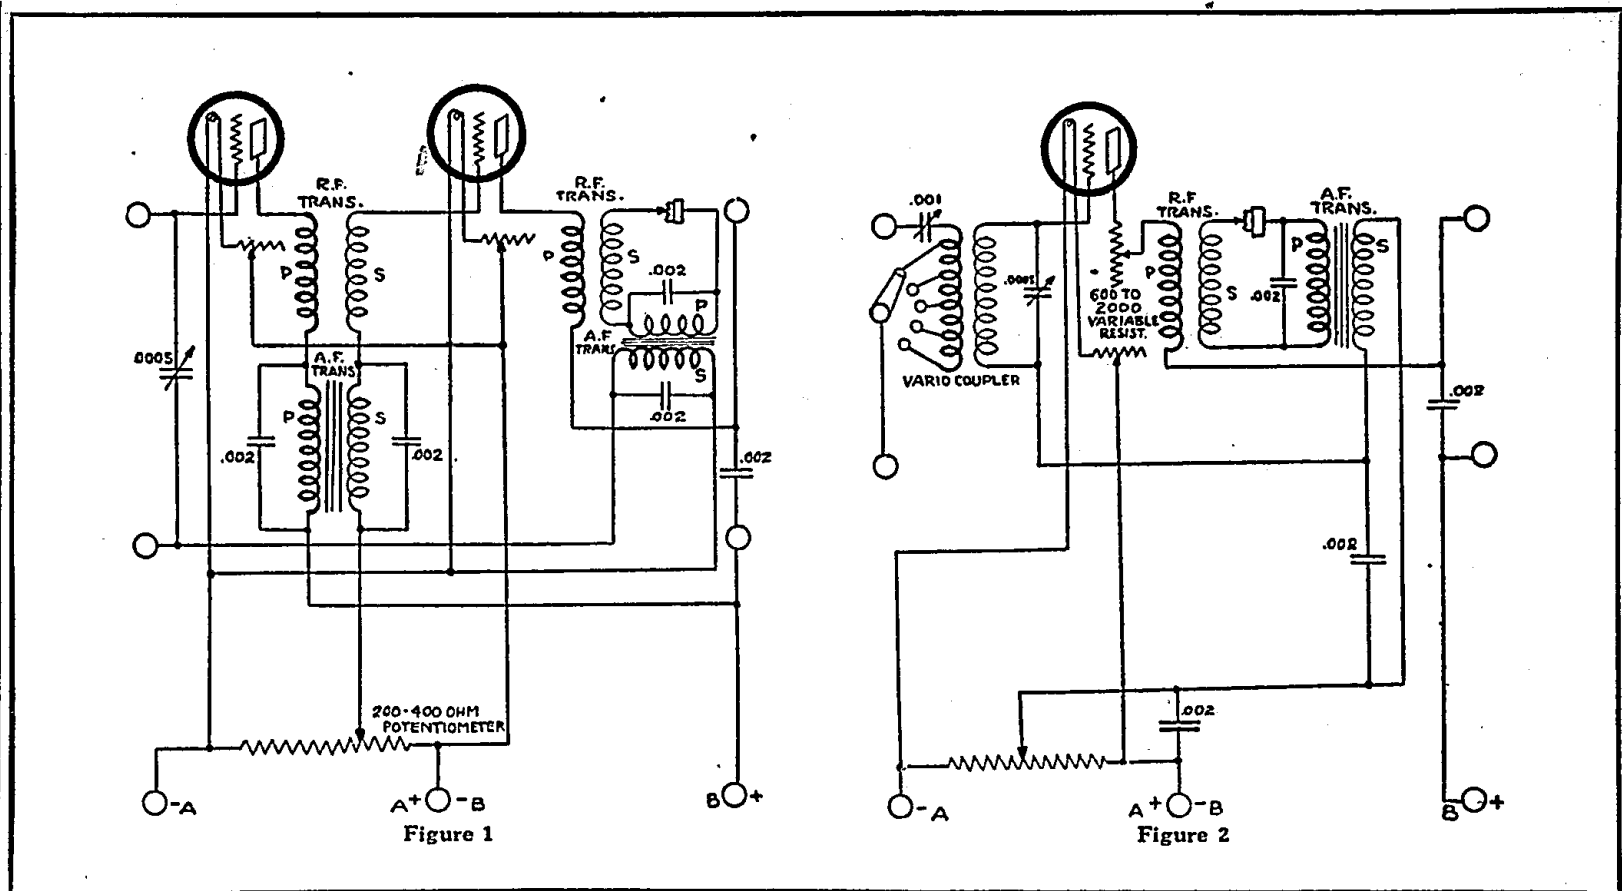 R.F.
TRANS.
P
S
.0005
A.F.
TRANS
P
S
.002
.002
R.F.
TRANS.
P
S
.002
P
A.F
TRANS
S
.002
.002
200-400 OHM
POTENTIOMETER
-A
A+ -B
B +
Figure 1
.001
.0005
VARIO COUPLER
600 TO
2000
VARIABLE
RESIST.
R.F
TRANS.
P
S
.002
A.F.
TRANS.
P
S
.002
.002
.002
-A
A+ -B
B +
Figure 2